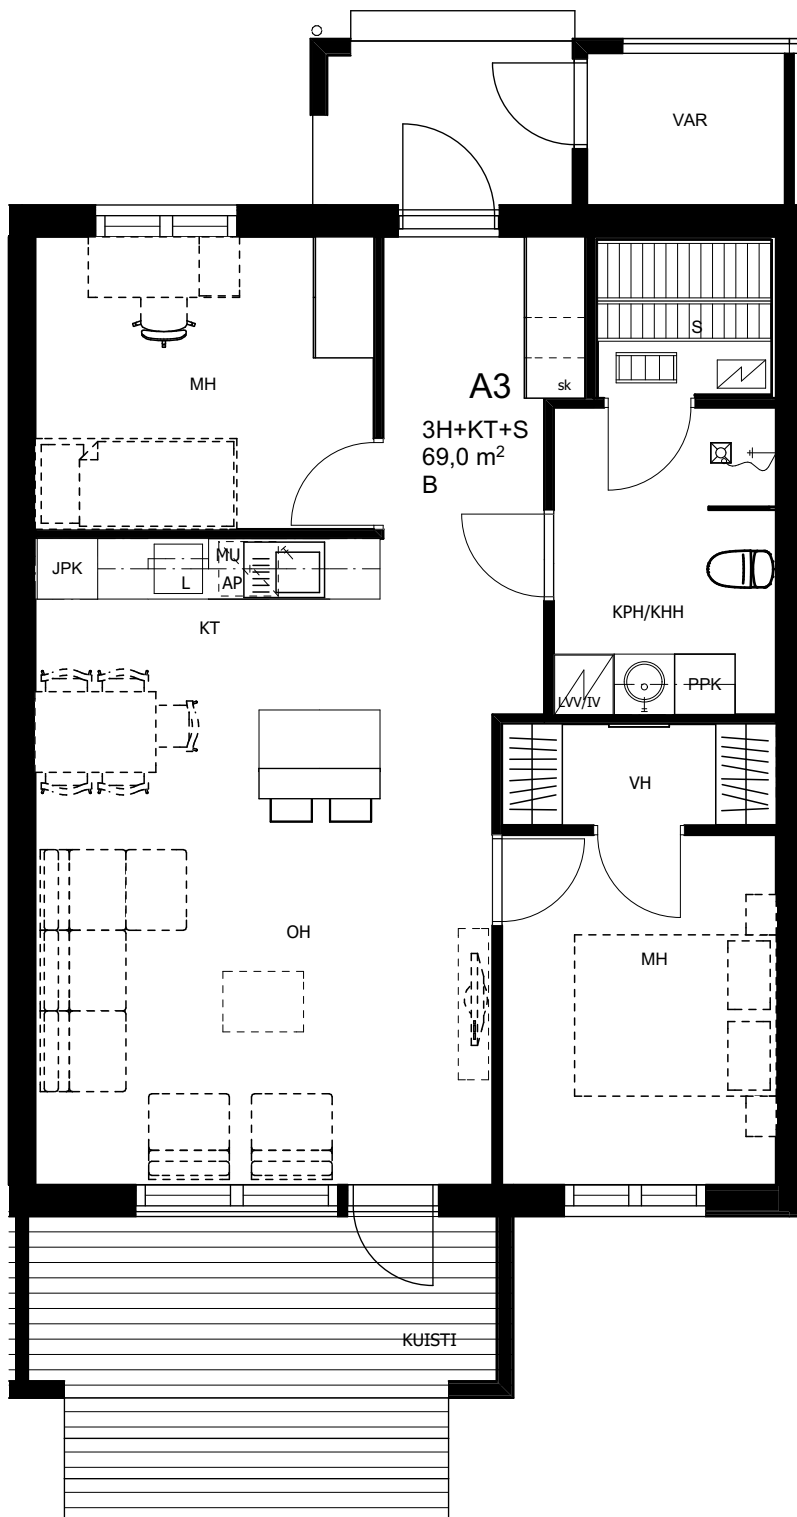 VAR
S
MH
A3
sk
3H+KT+S
69,0 m²
B
JPK
L
MU
AP
KT
KPH/KHH
LVV/IV
PPK
VH
OH
MH
KUISTI